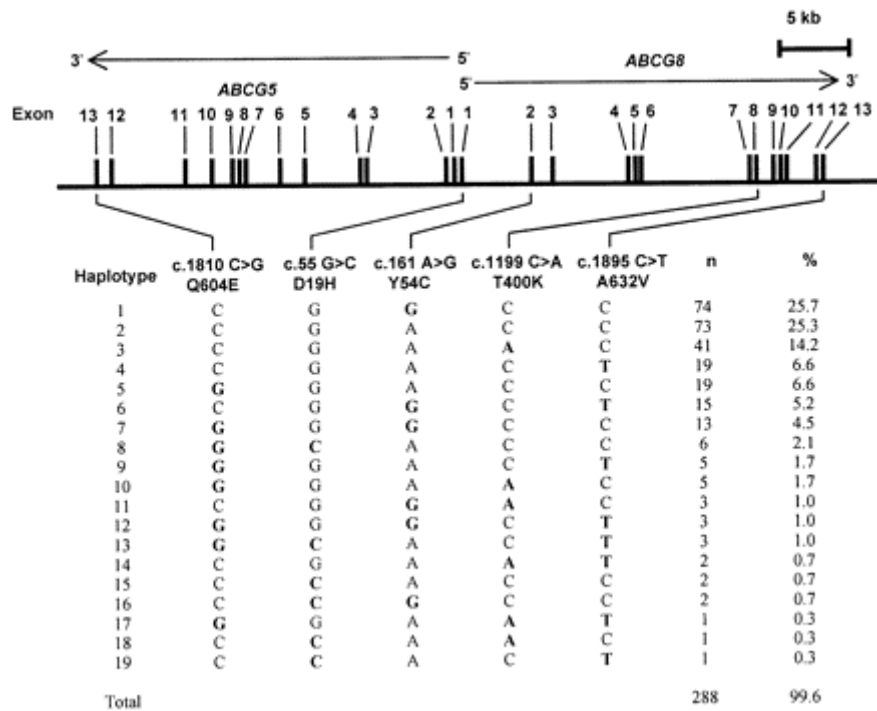 5 kb
3′ 5′
ABCG5 5′ ABCG8 3′
Exon 13 12 11 10 9 8 7 6 5 4 3 2 1 1 2 3 4 5 6 7 8 9 10 11 12 13
c.1810 C>G c.55 G>C c.161 A>G c.1199 C>A c.1895 C>T n %
Haplotype Q604E D19H Y54C T400K A632V
1 C G G C C 74 25.7
2 C G A C C 73 25.3
3 C G A A C 41 14.2
4 C G A C T 19 6.6
5 G G A C C 19 6.6
6 C G G C T 15 5.2
7 G G G C C 13 4.5
8 G C A C C 6 2.1
9 G G A C T 5 1.7
10 G G A A C 5 1.7
11 C G G A C 3 1.0
12 G G G C T 3 1.0
13 G C A C T 3 1.0
14 C G A A T 2 0.7
15 C C A C C 2 0.7
16 C C G C C 2 0.7
17 G G A A T 1 0.3
18 C C A A C 1 0.3
19 C C A C T 1 0.3
Total 288 99.6